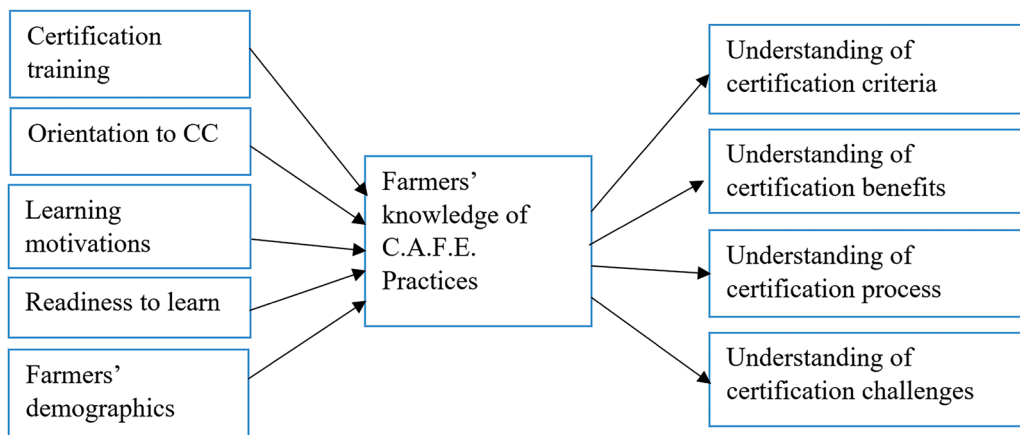 Certification
training
Orientation to CC
Learning
motivations
Readiness to learn
Farmers’
demographics
Farmers’
knowledge of
C.A.F.E.
Practices
Understanding of
certification criteria
Understanding of
certification benefits
Understanding of
certification process
Understanding of
certification challenges